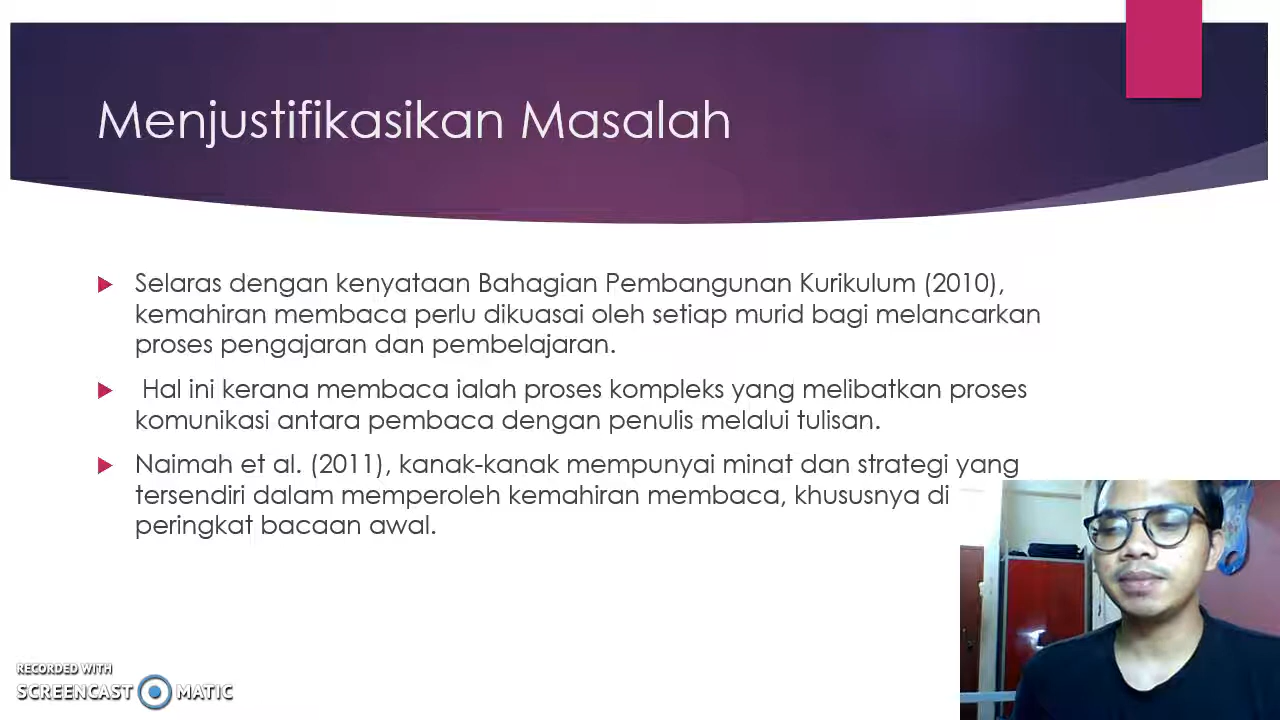 Menjustifikasikan Masalah
Selaras dengan kenyataan Bahagian Pembangunan Kurikulum (2010),
kemahiran membaca perlu dikuasai oleh setiap murid bagi melancarkan
proses pengajaran dan pembelajaran.
Hal ini kerana membaca ialah proses kompleks yang melibatkan proses
komunikasi antara pembaca dengan penulis melalui tulisan.
Naimah et al. (2011), kanak-kanak mempunyai minat dan strategi yang
tersendiri dalam memperoleh kemahiran membaca, khususnya di
peringkat bacaan awal.
RECORDED WITH
SCREENCAST MATIC